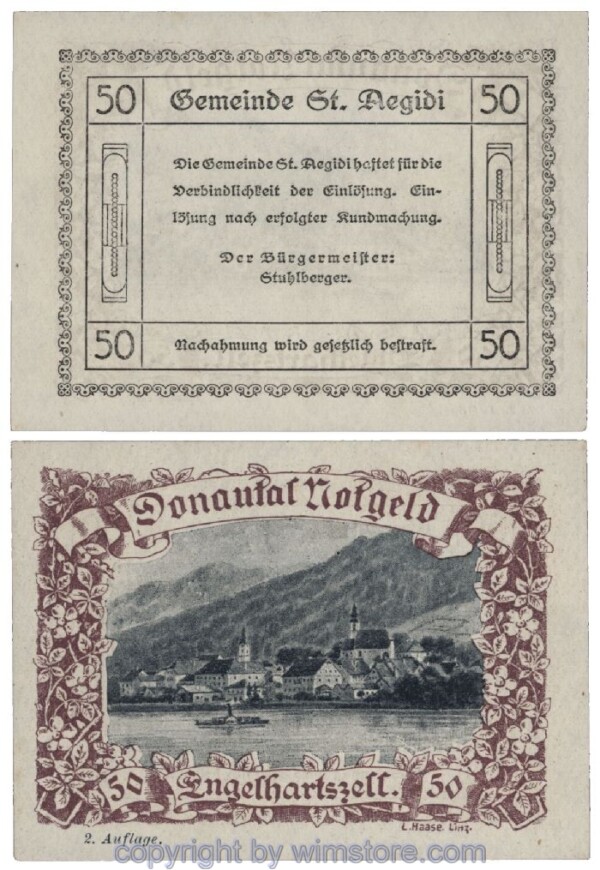 50 Gemeinde St. Aegidi 50
Die Gemeinde St. Aegidi haftet für die
Verbindlichkeit der Einlösung. Ein-
lösung nach erfolgter Kundmachung.
Der Bürgermeister:
Stuhlberger.
50 Nachahmung wird gesetzlich bestraft. 50
Donautal Notgeld
50 Engelhartszell. 50
L. Haase. Linz.
2. Auflage.
copyright by wimstore.com